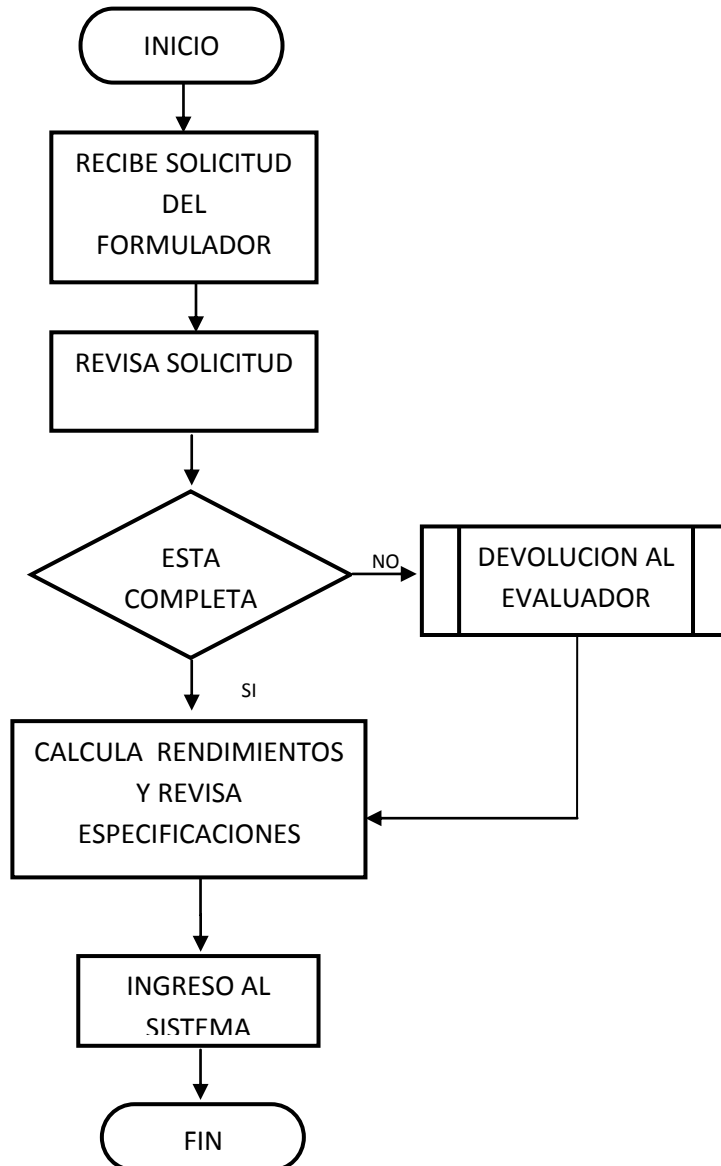 INICIO
RECIBE SOLICITUD
DEL
FORMULADOR
REVISA SOLICITUD
ESTA
COMPLETA
NO
DEVOLUCION AL
EVALUADOR
SI
CALCULA RENDIMIENTOS
Y REVISA
ESPECIFICACIONES
INGRESO AL
SISTEMA
FIN